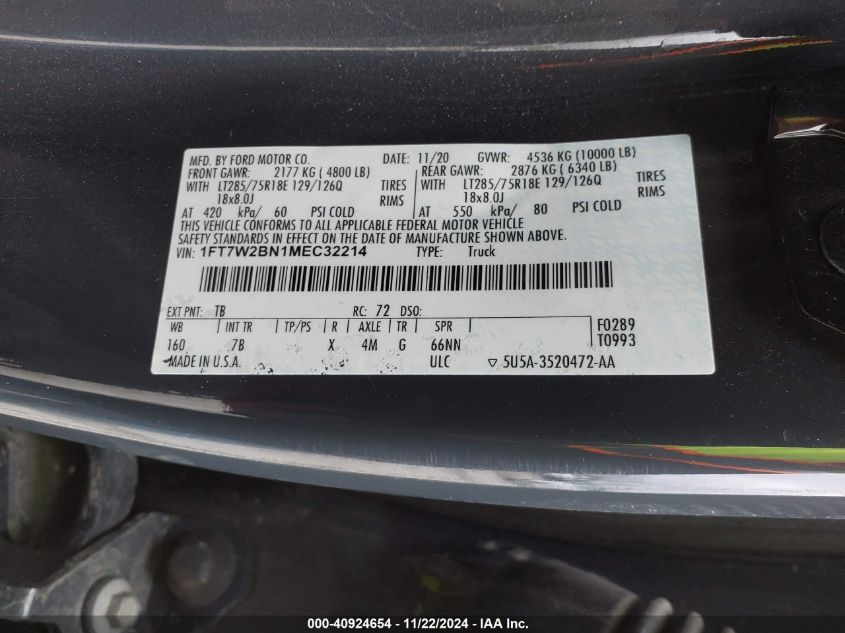 MFD. BY FORD MOTOR CO. DATE: 11/20 GVWR: 4536 KG (10000 LB)
FRONT GAWR: 2177 KG ( 4800 LB) REAR GAWR: 2876 KG ( 6340 LB)
WITH LT285/75R18E 129/126Q TIRES WITH LT285/75R18E 129/126Q TIRES
18x8.0J RIMS 18x8.0J RIMS
AT 420 kPa/ 60 PSI COLD AT 550 kPa/ 80 PSI COLD
THIS VEHICLE CONFORMS TO ALL APPLICABLE FEDERAL MOTOR VEHICLE
SAFETY STANDARDS IN EFFECT ON THE DATE OF MANUFACTURE SHOWN ABOVE.
VIN: 1FT7W2BN1MEC32214 TYPE: Truck
EXT PNT: TB RC: 72 DSO:
WB INT TR TP/PS R AXLE TR SPR F0289
160 7B X 4M G 66NN T0993
MADE IN U.S.A. ULC ▽ 5U5A-3520472-AA
000-40924654 - 11/22/2024 - IAA Inc.